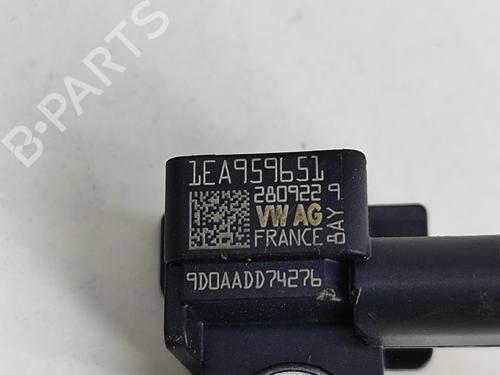 B-PARTS
1EA959651
280922 9
VW AG
FRANCE
BAY
9D0AADD74276